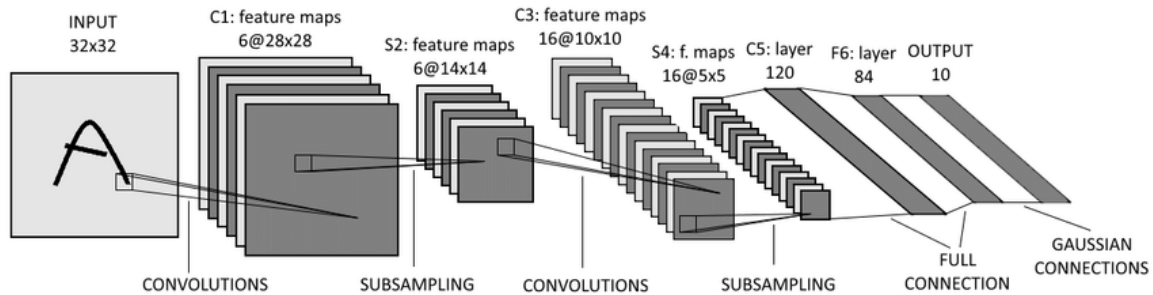 INPUT
32x32
C1: feature maps
6@28x28
S2: feature maps
6@14x14
C3: feature maps
16@10x10
S4: f. maps
16@5x5
C5: layer
120
F6: layer
84
OUTPUT
10
A
CONVOLUTIONS
SUBSAMPLING
CONVOLUTIONS
SUBSAMPLING
FULL
CONNECTION
GAUSSIAN
CONNECTIONS